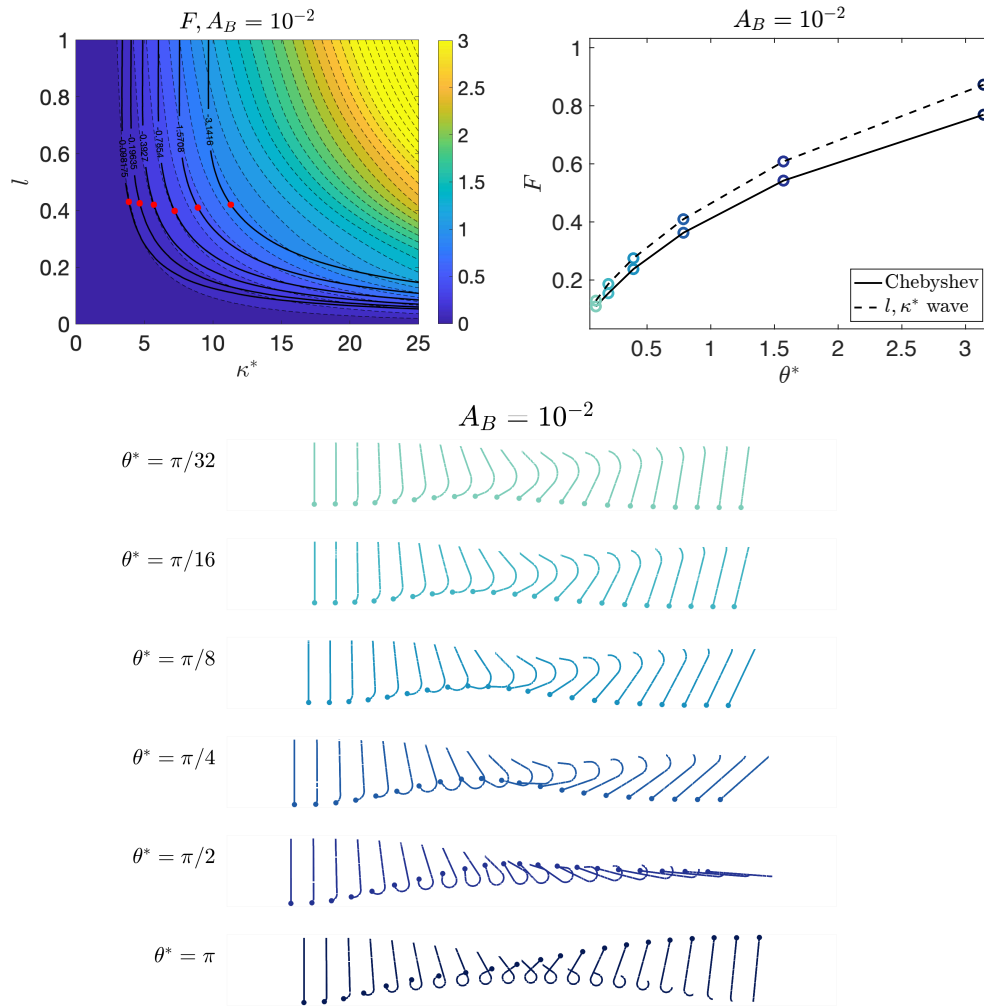 F, A_B = 10^{-2}
1
0.8
0.6
0.4
0.2
0
l
-0.098175
-0.19635
-0.3927
-0.7854
-1.5708
-3.1416
0 5 10 15 20 25
κ*
3
2.5
2
1.5
1
0.5
0
A_B = 10^{-2}
0.8
0.6
0.4
0.2
F
Chebyshev
l, κ* wave
0.5 1 1.5 2 2.5 3
θ*
A_B = 10^{-2}
θ* = π/32
θ* = π/16
θ* = π/8
θ* = π/4
θ* = π/2
θ* = π